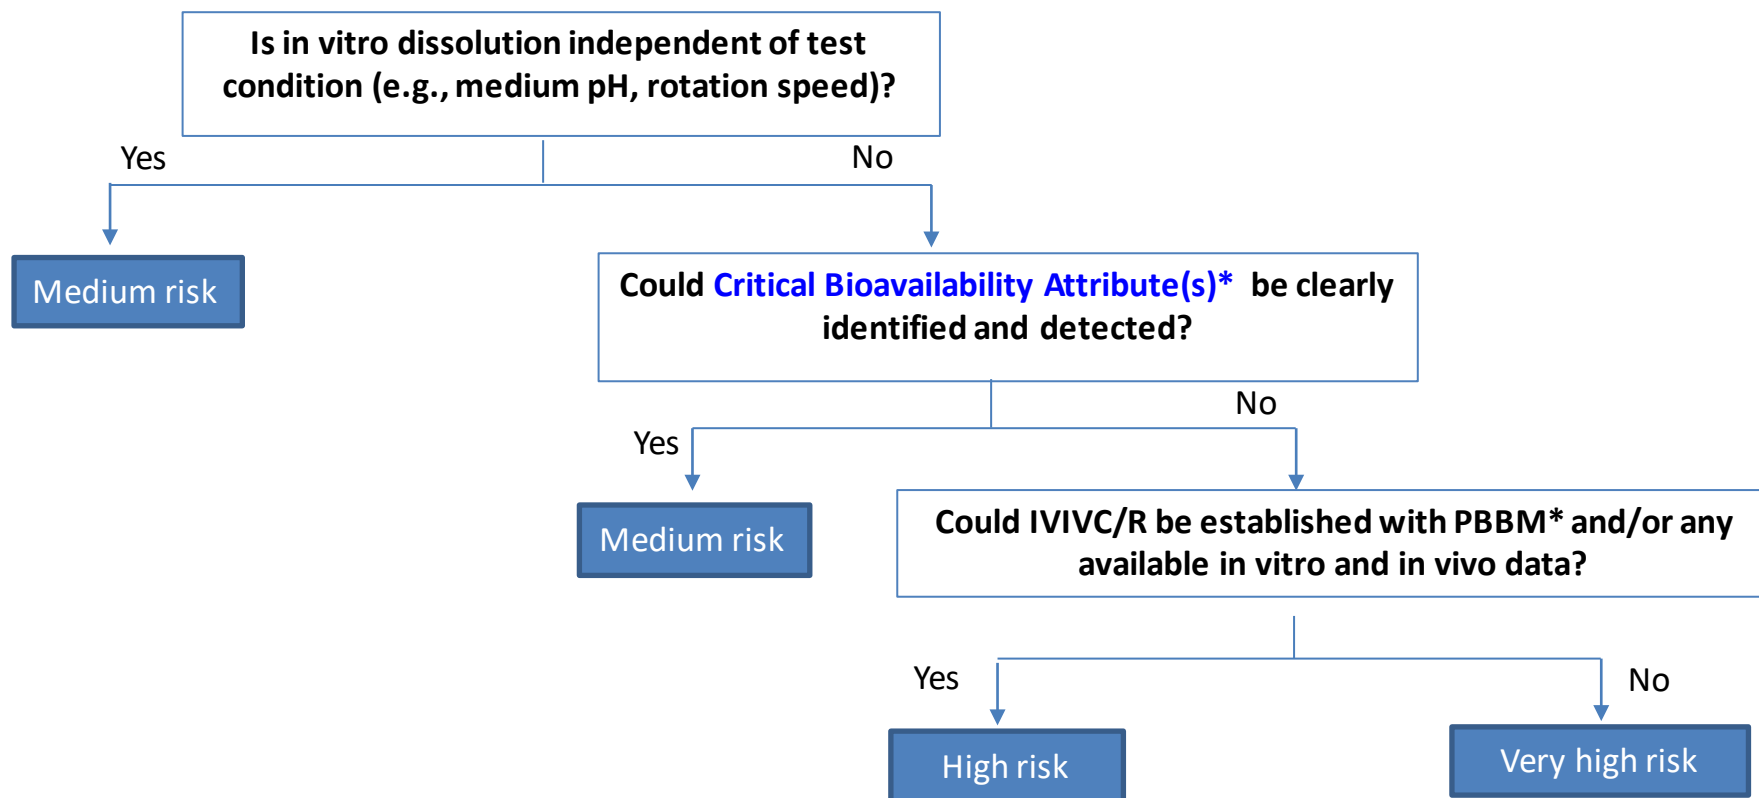 Is in vitro dissolution independent of test
condition (e.g., medium pH, rotation speed)?
Yes
No
Medium risk
Could Critical Bioavailability Attribute(s)* be clearly
identified and detected?
Yes
No
Medium risk
Could IVIVC/R be established with PBBM* and/or any
available in vitro and in vivo data?
Yes
No
High risk
Very high risk